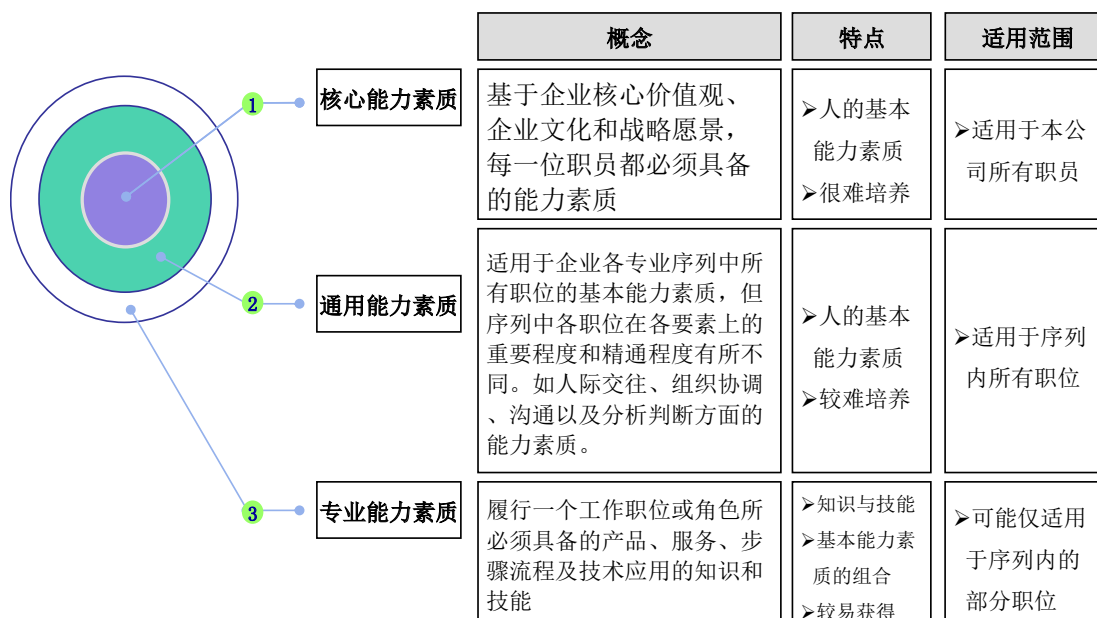 概念
特点
适用范围
1
核心能力素质
基于企业核心价值观、
企业文化和战略愿景，
每一位职员都必须具备
的能力素质
➢人的基本
能力素质
➢很难培养
➢适用于本公
司所有职员
2
通用能力素质
适用于企业各专业序列中所
有职位的基本能力素质，但
序列中各职位在各要素上的
重要程度和精通程度有所不
同。如人际交往、组织协调
、沟通以及分析判断方面的
能力素质。
➢人的基本
能力素质
➢较难培养
➢适用于序列
内所有职位
3
专业能力素质
履行一个工作职位或角色所
必须具备的产品、服务、步
骤流程及技术应用的知识和
技能
➢知识与技能
➢基本能力素
质的组合
➢较易获得
➢可能仅适用
于序列内的
部分职位